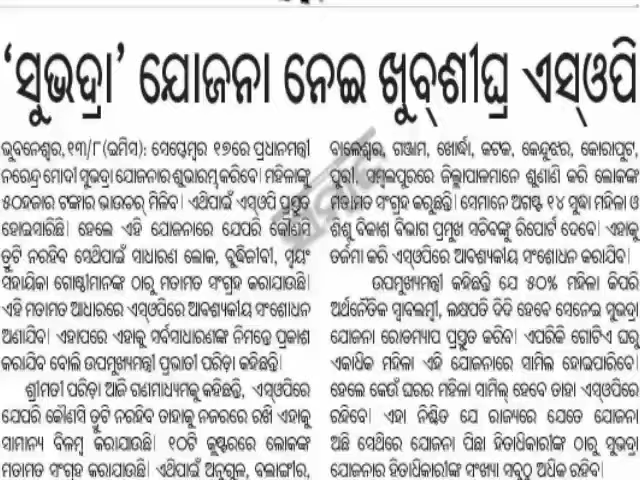 ‘ସୁଭଦ୍ରା’ ଯୋଜନା ନେଇ ଖୁବ୍‌ଶୀଘ୍ର ଏସ୍‌ଓପି
ଭୁବନେଶ୍ୱର,୧୩/୮(ଇମିସ): ସେପ୍ଟେମ୍ବର ୧୭ରେ ପ୍ରଧାନମନ୍ତ୍ରୀ
ନରେନ୍ଦ୍ର ମୋଦୀ ସୁଭଦ୍ରା ଯୋଜନାର ଶୁଭାରମ୍ଭ କରିବେ। ମହିଳାଙ୍କୁ
୫୦ହଜାର ଟଙ୍କାର ଭାଉଚର୍ ମିଳିବ। ଏଥିପାଇଁ ଏସ୍‌ଓପି ପ୍ରସ୍ତୁତ
ହୋଇସାରିଛି। ହେଲେ ଏହି ଯୋଜନାରେ ଯେପରି କୌଣସି
ତ୍ରୁଟି ନରହିବ ସେଥିପାଇଁ ସାଧାରଣ ଲୋକ, ବୁଦ୍ଧିଜୀବୀ, ସ୍ୱୟଂ
ସହାୟିକା ଗୋଷ୍ଠୀମାନଙ୍କ ଠାରୁ ମତାମତ ସଂଗ୍ରହ କରାଯାଉଛି।
ଏହି ମତାମତ ଆଧାରରେ ଏସ୍‌ଓପିରେ ଆବଶ୍ୟକୀୟ ସଂଶୋଧନ
ଅଣାଯିବ। ଏହାପରେ ଏହାକୁ ସର୍ବସାଧାରଣଙ୍କ ନିମନ୍ତେ ପ୍ରକାଶ
କରାଯିବ ବୋଲି ଉପମୁଖ୍ୟମନ୍ତ୍ରୀ ପ୍ରଭାତୀ ପରିଡ଼ା କହିଛନ୍ତି।
ଶ୍ରୀମତୀ ପରିଡ଼ା ଆଜି ଗଣମାଧ୍ୟମକୁ କହିଛନ୍ତି, ଏସ୍‌ଓପିରେ
ଯେପରି କୌଣସି ତ୍ରୁଟି ନରହିବ ତାହାକୁ ନଜରରେ ରଖି ଏହାକୁ
ସାମାନ୍ୟ ବିଳମ୍ବ କରାଯାଉଛି। ୧୦ଟି କ୍ଲଷ୍ଟରରେ ଲୋକଙ୍କ
ମତାମତ ସଂଗ୍ରହ କରାଯାଉଛି। ଏଥିପାଇଁ ଅନୁଗୁଳ, ବଲାଙ୍ଗୀର,
ବାଲେଶ୍ୱର, ଗଞ୍ଜାମ, ଖୋର୍ଦ୍ଧା, କଟକ, କେନ୍ଦୁଝର, କୋରାପୁଟ,
ପୁରୀ, ସମ୍ବଲପୁରରେ ଜିଲ୍ଲାପାଳମାନେ ଶୁଣାଣି କରି ଲୋକଙ୍କ
ମତାମତ ସଂଗ୍ରହ କରୁଛନ୍ତି। ସେମାନେ ଅଗଷ୍ଟ ୧୪ ସୁଦ୍ଧା ମହିଳା ଓ
ଶିଶୁ ବିକାଶ ବିଭାଗ ପ୍ରମୁଖ ସଚିବଙ୍କୁ ରିପୋର୍ଟ ଦେବେ। ଏହାକୁ
ତର୍ଜମା କରି ଏସ୍‌ଓପିରେ ଆବଶ୍ୟକୀୟ ସଂଶୋଧନ କରାଯିବ।
ଉପମୁଖ୍ୟମନ୍ତ୍ରୀ କହିଛନ୍ତି ଯେ ୫୦% ମହିଳା କିପରି
ଅର୍ଥନୈତିକ ସ୍ୱାବଲମ୍ବୀ, ଲକ୍ଷପତି ଦିଦି ହେବେ ସେନେଇ ସୁଭଦ୍ରା
ଯୋଜନା ରୋଡମ୍ୟାପ ପ୍ରସ୍ତୁତ କରିବ। ଏପରିକି ଗୋଟିଏ ଘରୁ
ଏକାଧିକ ମହିଳା ଏହି ଯୋଜନାରେ ସାମିଲ ହୋଇପାରିବେ।
ହେଲେ କେଉଁ ଘରର ମହିଳା ସାମିଲ୍ ହେବେ ତାହା ଏସ୍‌ଓପିରେ
ରହିବେ। ଏହା ନିଶ୍ଚିତ ଯେ ରାଜ୍ୟରେ ଯେତେ ଯୋଜନା
ଅଛି ସେଥିରେ ଯୋଜନା ପିଛା ହିତାଧିକାରୀଙ୍କ ଠାରୁ ସୁଭଦ୍ରା
ଯୋଜନାର ହିତାଧିକାରୀଙ୍କ ସଂଖ୍ୟା ସବୁଠୁ ଅଧିକ ରହିବ।